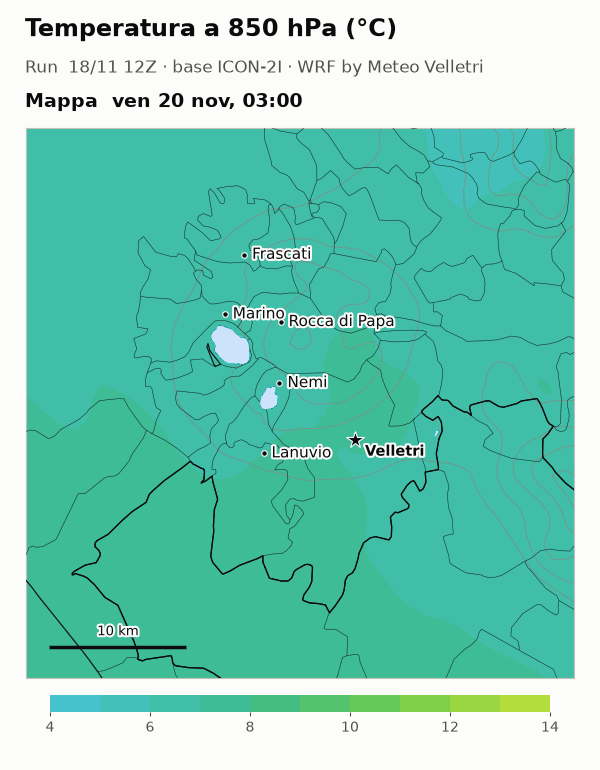 Temperatura a 850 hPa (°C)
Run  18/11 12Z · base ICON-2I · WRF by Meteo Velletri
Mappa  ven 20 nov, 03:00
Frascati
Marino
Rocca di Papa
Nemi
Velletri
Lanuvio
10 km
4 6 8 10 12 14